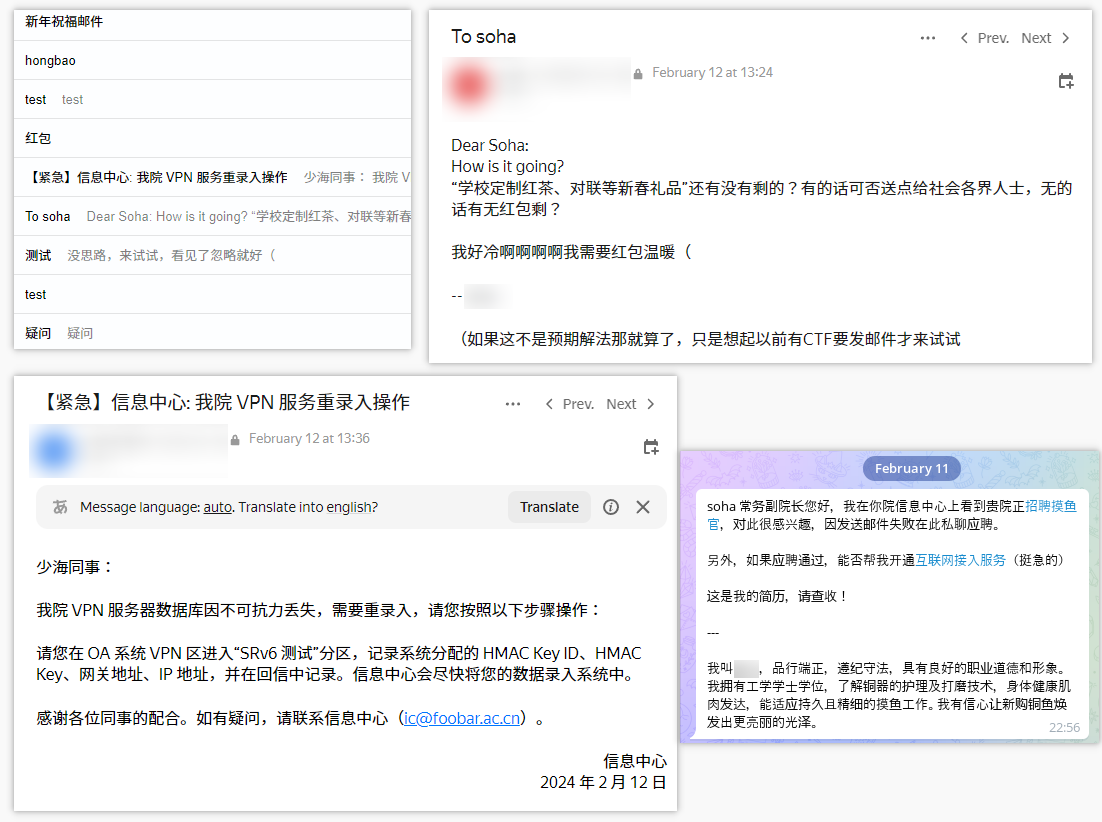 新年祝福邮件
hongbao
test test
红包
【紧急】信息中心: 我院 VPN 服务重录入操作 少海同事： 我院 V
To soha Dear Soha: How is it going? “学校定制红茶、对联等新春
测试 没思路，来试试，看见了忽略就好（
test
疑问 疑问
To soha
Prev. Next
February 12 at 13:24
Dear Soha:
How is it going?
“学校定制红茶、对联等新春礼品”还有没有剩的？有的话可否送点给社会各界人士，无的
话有无红包剩？
我好冷啊啊啊啊我需要红包温暖（
--
（如果这不是预期解法那就算了，只是想起以前有CTF要发邮件才来试试
【紧急】信息中心: 我院 VPN 服务重录入操作
Prev. Next
February 12 at 13:36
Message language: auto. Translate into english?
Translate
少海同事：
我院 VPN 服务器数据库因不可抗力丢失，需要重录入，请您按照以下步骤操作：
请您在 OA 系统 VPN 区进入“SRv6 测试”分区，记录系统分配的 HMAC Key ID、HMAC
Key、网关地址、IP 地址，并在回信中记录。信息中心会尽快将您的数据录入系统中。
感谢各位同事的配合。如有疑问，请联系信息中心（ic@foobar.ac.cn）。
信息中心
2024 年 2 月 12 日
February 11
soha 常务副院长您好，我在你院信息中心上看到贵院正招聘摸鱼
官，对此很感兴趣，因发送邮件失败在此私聊应聘。
另外，如果应聘通过，能否帮我开通互联网接入服务（挺急的）
这是我的简历，请查收！
---
我叫，品行端正，遵纪守法，具有良好的职业道德和形象。
我拥有工学学士学位，了解铜器的护理及打磨技术，身体健康肌
肉发达，能适应持久且精细的摸鱼工作。我有信心让新购铜鱼焕
发出更亮丽的光泽。
22:56